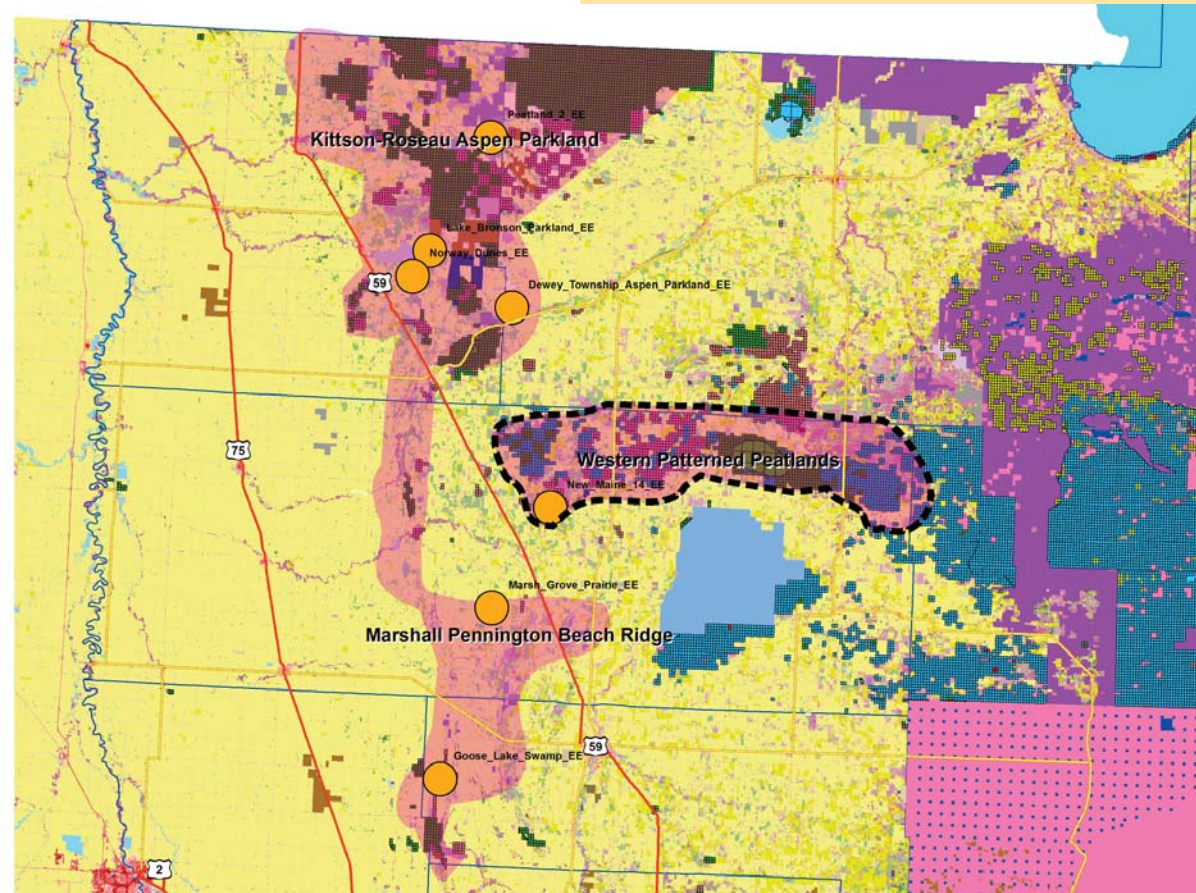 Peatland_2_EE
Kittson-Roseau Aspen Parkland
Lake_Bronson_Parkland_EE
Norway_Dunes_EE
59
Dewey_Township_Aspen_Parkland_EE
75
Western Patterned Peatlands
New_Maine_14_EE
Marsh_Grove_Prairie_EE
Marshall Pennington Beach Ridge
59
Goose_Lake_Swamp_EE
2